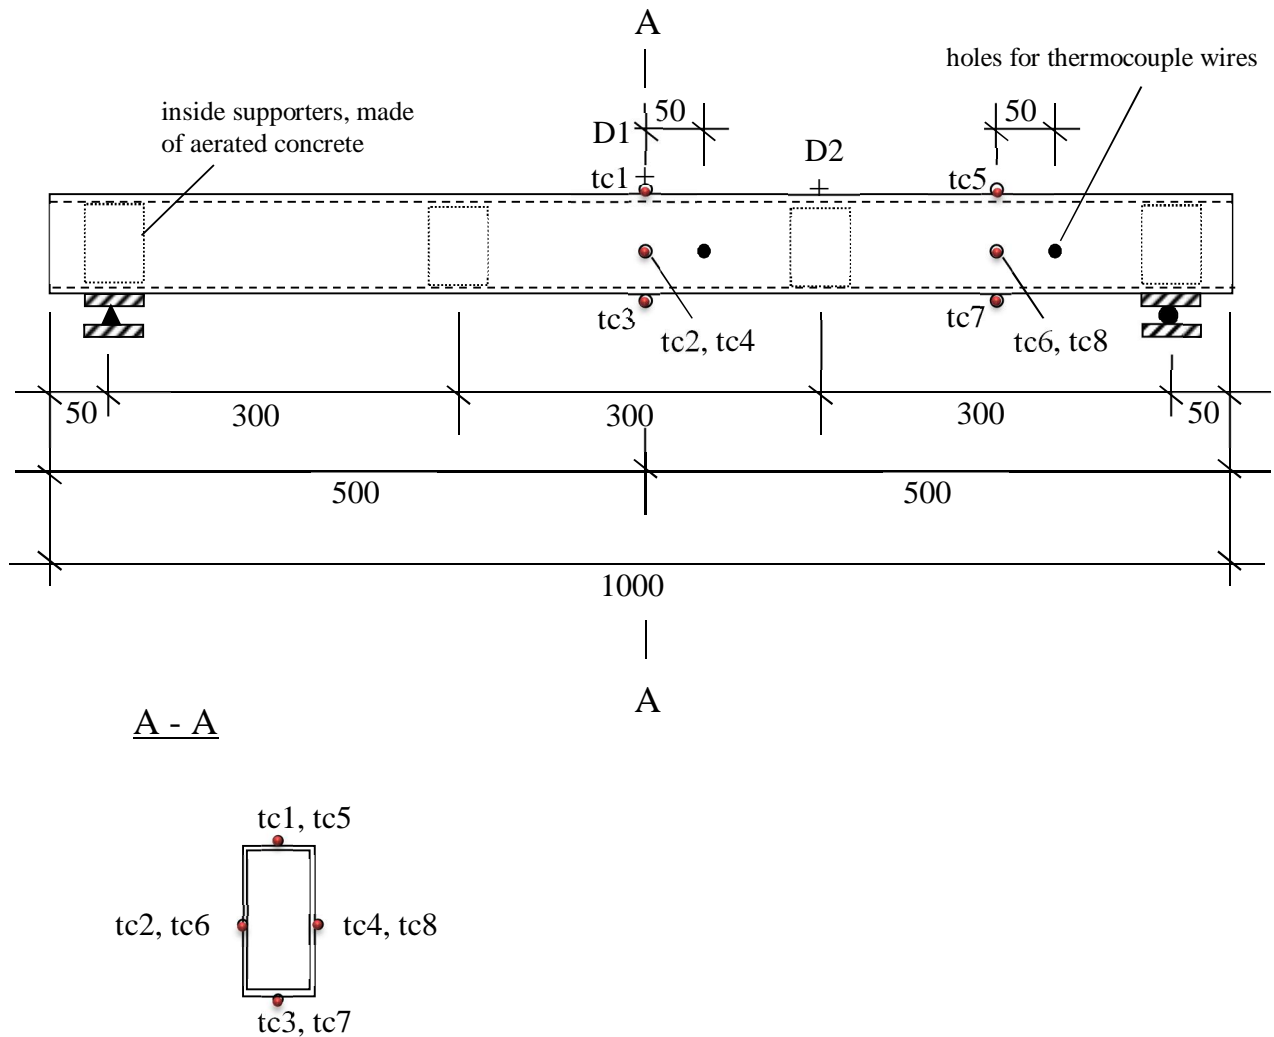 A
holes for thermocouple wires
inside supporters, made
of aerated concrete
50
50
D1
D2
tc1
tc5
tc3
tc2, tc4
tc7
tc6, tc8
50
300
300
300
50
500
500
1000
A
A - A
tc1, tc5
tc2, tc6
tc4, tc8
tc3, tc7